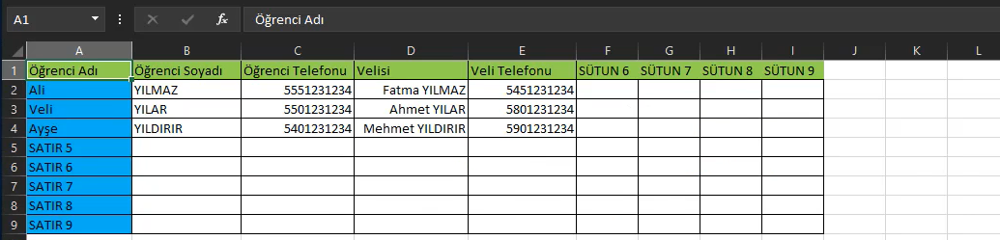 A1 fx Öğrenci Adı
A B C D E F G H I J K L
1 Öğrenci Adı Öğrenci Soyadı Öğrenci Telefonu Velisi Veli Telefonu SÜTUN 6 SÜTUN 7 SÜTUN 8 SÜTUN 9
2 Ali YILMAZ 5551231234 Fatma YILMAZ 5451231234
3 Veli YILAR 5501231234 Ahmet YILAR 5801231234
4 Ayşe YILDIRIR 5401231234 Mehmet YILDIRIR 5901231234
5 SATIR 5
6 SATIR 6
7 SATIR 7
8 SATIR 8
9 SATIR 9